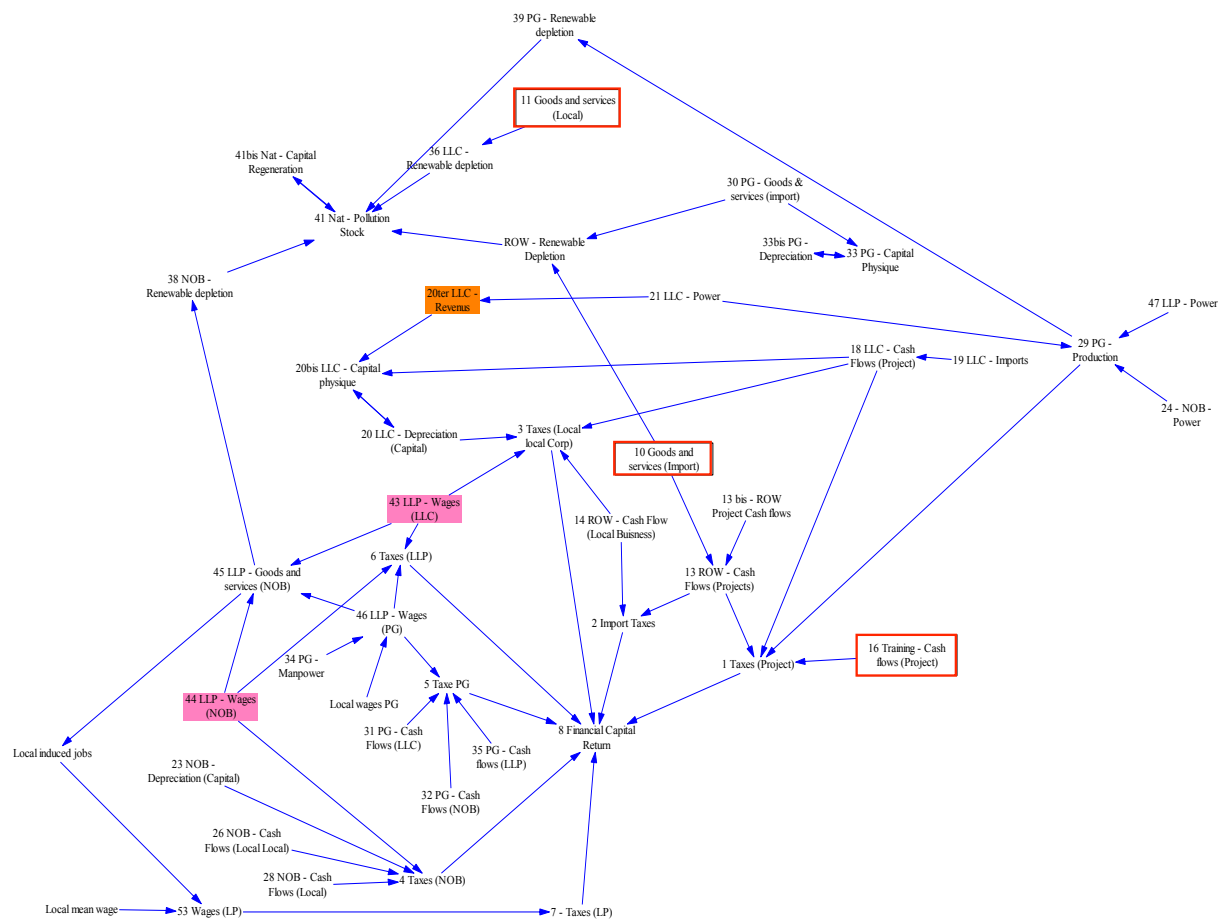 39 PG - Renewable
depletion
11 Goods and services
(Local)
36 LLC -
Renewable depletion
41bis Nat - Capital
Regeneration
30 PG - Goods &
services (import)
41 Nat - Pollution
Stock
ROW - Renewable
Depletion
33bis PG -
Depreciation
33 PG - Capital
Physique
38 NOB -
Renewable depletion
20ter LLC -
Revenus
21 LLC - Power
47 LLP - Power
29 PG -
Production
18 LLC - Cash
Flows (Project)
19 LLC - Imports
20bis LLC - Capital
physique
24 - NOB -
Power
20 LLC - Depreciation
(Capital)
3 Taxes (Local
local Corp)
10 Goods and
services (Import)
43 LLP - Wages
(LLC)
13 bis - ROW
Project Cash flows
14 ROW - Cash Flow
(Local Buisness)
6 Taxes (LLP)
45 LLP - Goods and
services (NOB)
13 ROW - Cash
Flows (Projects)
46 LLP - Wages
(PG)
2 Import Taxes
34 PG -
Manpower
1 Taxes (Project)
16 Training - Cash
flows (Project)
5 Taxe PG
44 LLP - Wages
(NOB)
Local wages PG
31 PG - Cash
Flows (LLC)
8 Financial Capital
Return
35 PG - Cash
flows (LLP)
Local induced jobs
23 NOB -
Depreciation (Capital)
32 PG - Cash
Flows (NOB)
26 NOB - Cash
Flows (Local Local)
28 NOB - Cash
Flows (Local)
4 Taxes (NOB)
Local mean wage
53 Wages (LP)
7 - Taxes (LP)